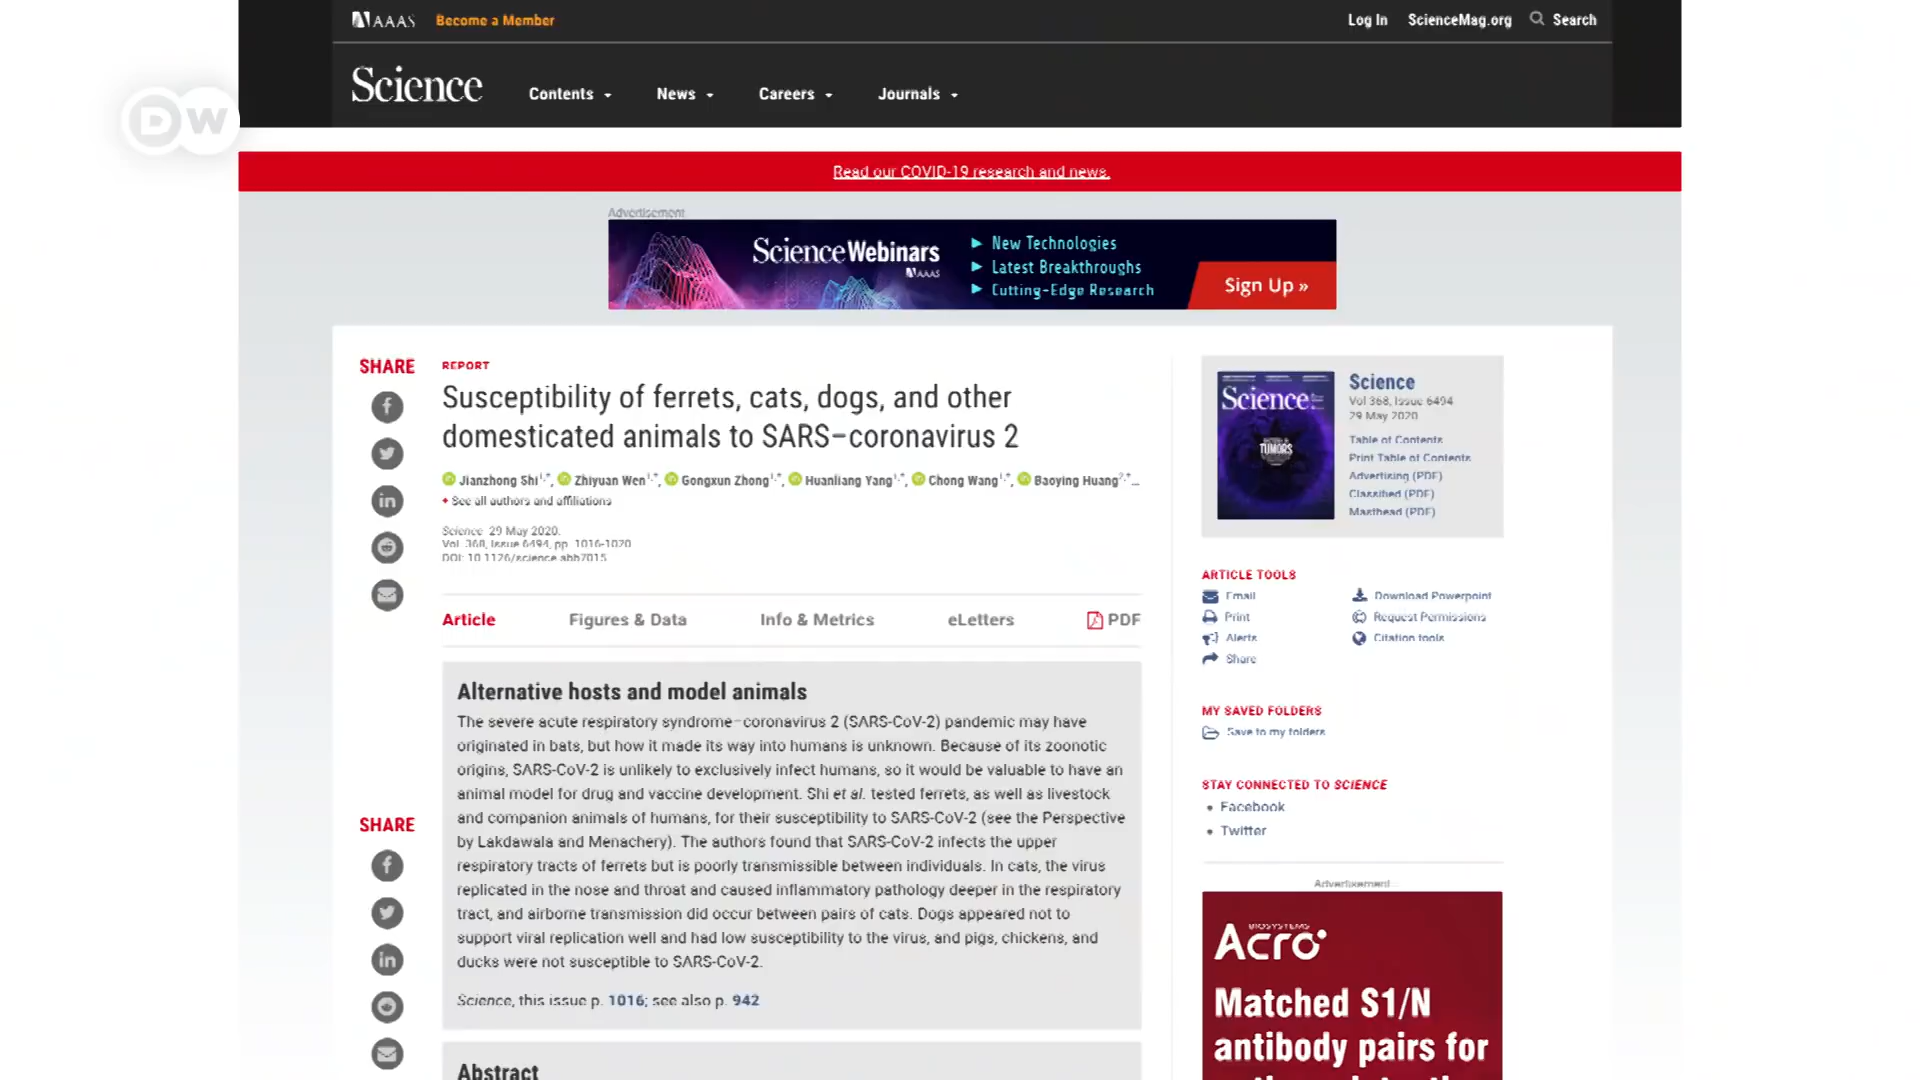 AAAS Become a Member Log In ScienceMag.org Search
Science Contents News Careers Journals
DW
Read our COVID-19 research and news.
Advertisement
Science Webinars
AAAS
New Technologies
Latest Breakthroughs
Cutting-Edge Research
Sign Up »
SHARE
REPORT
Susceptibility of ferrets, cats, dogs, and other
domesticated animals to SARS–coronavirus 2
Jianzhong Shi1,*, Zhiyuan Wen1,*, Gongxun Zhong1,*, Huanliang Yang1,*, Chong Wang1,*, Baoying Huang2,*...
+ See all authors and affiliations
Science 29 May 2020:
Vol. 368, Issue 6494, pp. 1016-1020
DOI: 10.1126/science.abb7015
Article Figures & Data Info & Metrics eLetters PDF
Alternative hosts and model animals
The severe acute respiratory syndrome–coronavirus 2 (SARS-CoV-2) pandemic may have
originated in bats, but how it made its way into humans is unknown. Because of its zoonotic
origins, SARS-CoV-2 is unlikely to exclusively infect humans, so it would be valuable to have an
animal model for drug and vaccine development. Shi et al. tested ferrets, as well as livestock
and companion animals of humans, for their susceptibility to SARS-CoV-2 (see the Perspective
by Lakdawala and Menachery). The authors found that SARS-CoV-2 infects the upper
respiratory tracts of ferrets but is poorly transmissible between individuals. In cats, the virus
replicated in the nose and throat and caused inflammatory pathology deeper in the respiratory
tract, and airborne transmission did occur between pairs of cats. Dogs appeared not to
support viral replication well and had low susceptibility to the virus, and pigs, chickens, and
ducks were not susceptible to SARS-CoV-2.
Science, this issue p. 1016; see also p. 942
SHARE
Abstract
Science
TUMORS
Science
Vol 368, Issue 6494
29 May 2020
Table of Contents
Print Table of Contents
Advertising (PDF)
Classified (PDF)
Masthead (PDF)
ARTICLE TOOLS
Email Download Powerpoint
Print Request Permissions
Alerts Citation tools
Share
MY SAVED FOLDERS
Save to my folders
STAY CONNECTED TO SCIENCE
Facebook
Twitter
Advertisement
BIOSYSTEMS
Acro
Matched S1/N
antibody pairs for